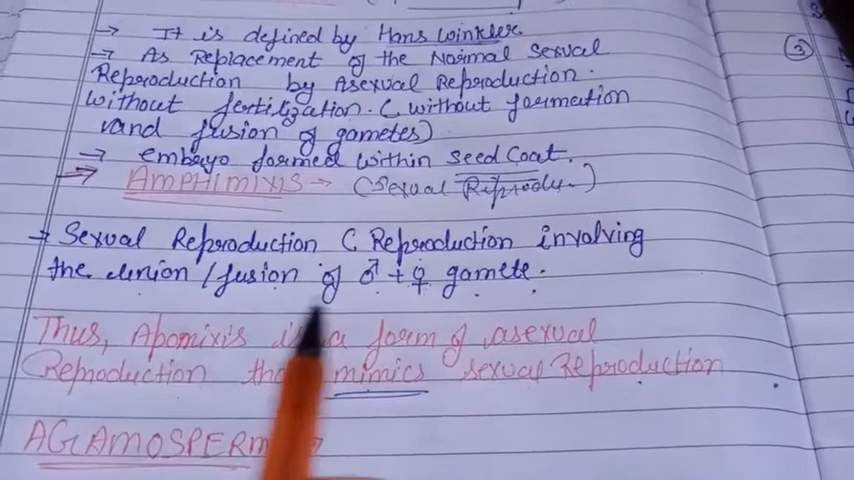 → It is defined by Hans Winkler.
→ As Replacement of the Normal Sexual
Reproduction by Asexual Reproduction.
without fertilization. ( without formation
and fusion of gametes)
→ embryo formed within seed coat.
→ AMPHIMIXIS → (Sexual Reprodu.)
→ Sexual Reproduction ( Reproduction involving
the union / fusion of ♂ + ♀ gamete.
Thus, Apomixis is a form of asexual
Reproduction tha mimics sexual Reproduction
AGAMOSPERM
③